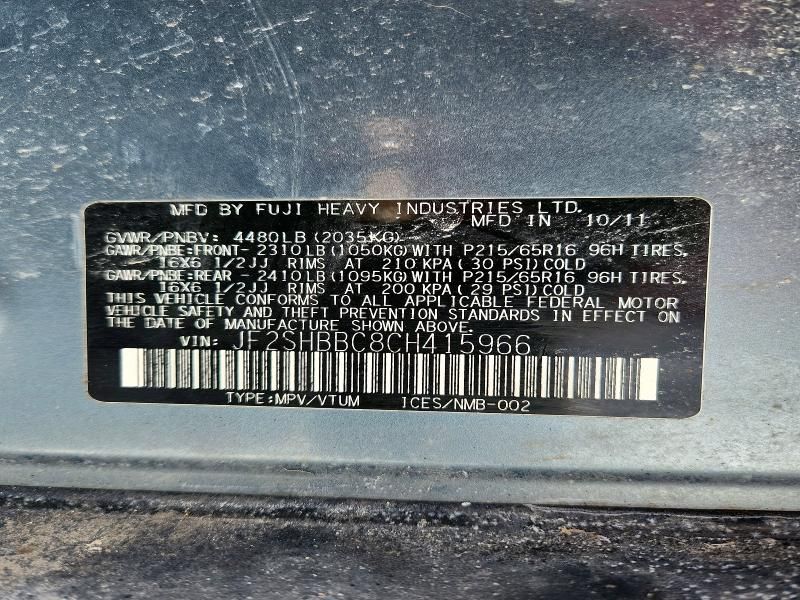 MFD BY FUJI HEAVY INDUSTRIES LTD.
MFD IN 10/11
GVWR/PNBV: 4480LB(2035KG)
GAWR/PNBE:FRONT-2310LB(1050KG)WITH P215/65R16 96H TIRES.
16X6 1/2JJ RIMS AT 210 KPA(30 PSI)COLD
GAWR/PNBE:REAR -2410LB(1095KG)WITH P215/65R16 96H TIRES.
16X6 1/2JJ RIMS AT 200 KPA(29 PSI)COLD
THIS VEHICLE CONFORMS TO ALL APPLICABLE FEDERAL MOTOR
VEHICLE SAFETY AND THEFT PREVENTION STANDARDS IN EFFECT ON
THE DATE OF MANUFACTURE SHOWN ABOVE.
VIN: JF2SHBBC8CH415966
TYPE:MPV/VTUM ICES/NMB-002